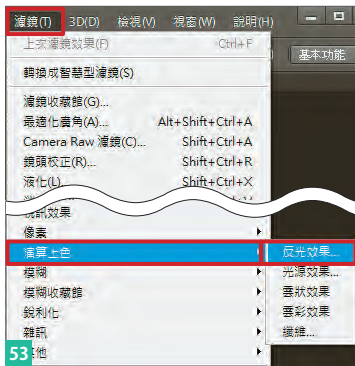 濾鏡(T) 3D(D) 檢視(V) 視窗(W) 說明(H)
上次濾鏡效果(F) Ctrl+F
基本功能
轉換成智慧型濾鏡(S)
濾鏡收藏館(G)...
最適化廣角(A)... Alt+Shift+Ctrl+A
Camera Raw 濾鏡(C)... Shift+Ctrl+A
鏡頭校正(R)... Shift+Ctrl+R
液化(L)... Shift+Ctrl+X
視訊效果
像素
演算上色 反光效果...
模糊 光源效果...
模糊收藏館 雲狀效果
銳利化 雲彩效果
雜訊 纖維...
其他
53